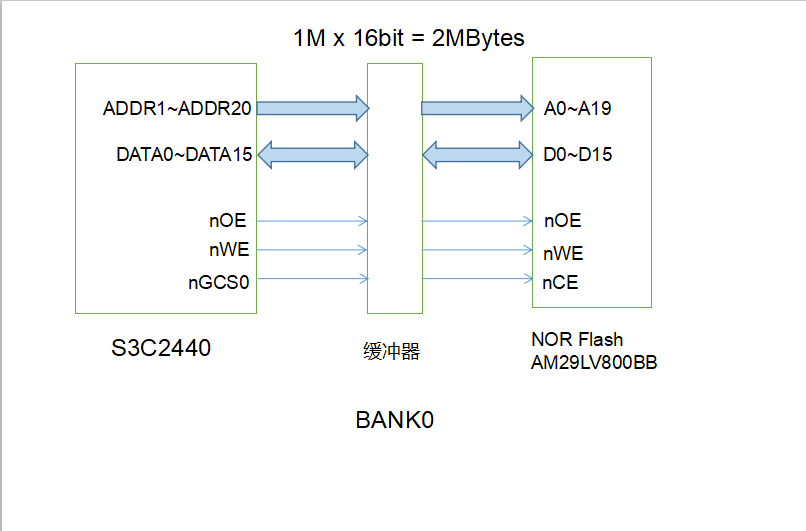 1M x 16bit = 2MBytes
ADDR1~ADDR20
A0~A19
DATA0~DATA15
D0~D15
nOE
nOE
nWE
nWE
nGCS0
nCE
S3C2440
缓冲器
NOR Flash
AM29LV800BB
BANK0